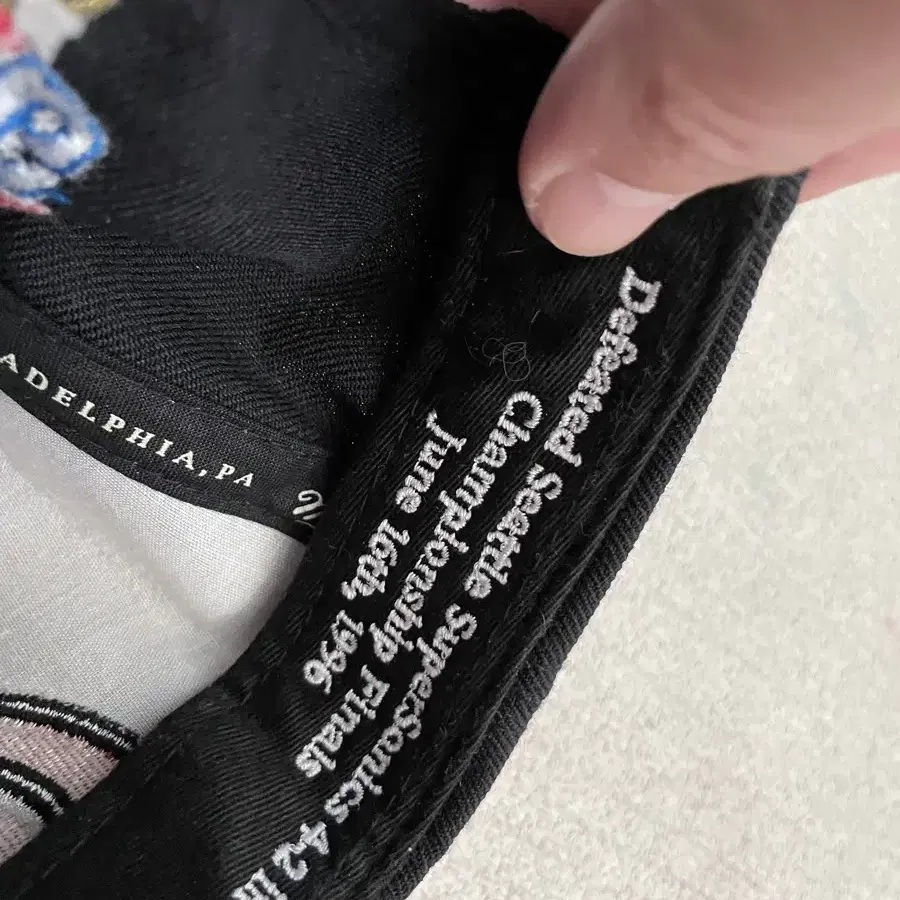 ADELPHIA, PA
Defeated Seattle SuperSonics 4-2 in
Championship Finals
June 16th, 1996